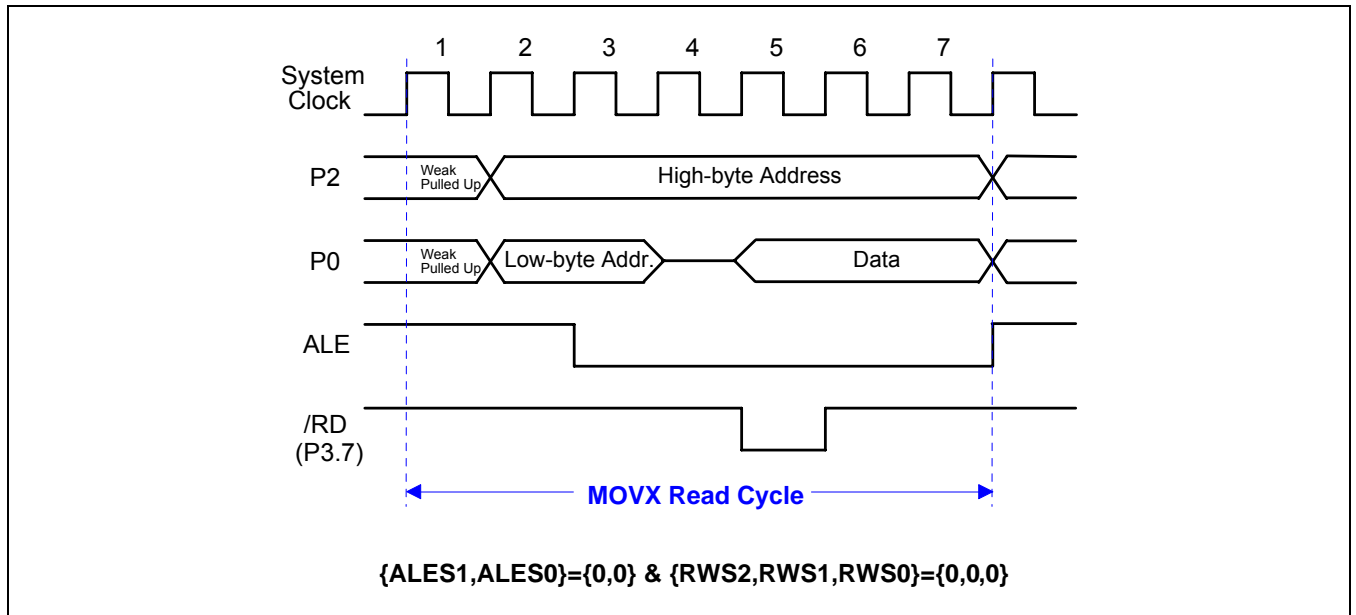 1 2 3 4 5 6 7
System
Clock
P2
Weak
Pulled Up
High-byte Address
P0
Weak
Pulled Up
Low-byte Addr.
Data
ALE
/RD
(P3.7)
MOVX Read Cycle
{ALES1,ALES0}={0,0} & {RWS2,RWS1,RWS0}={0,0,0}